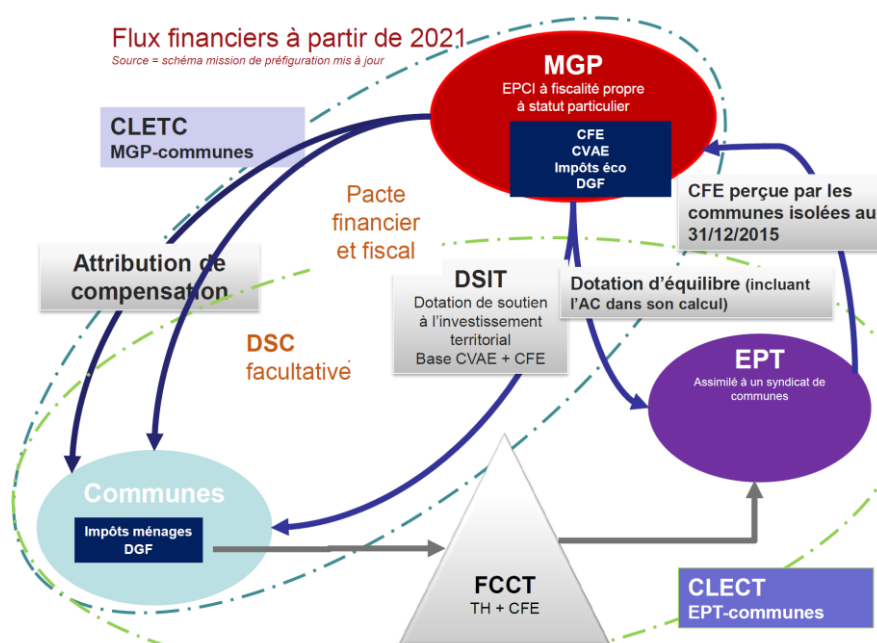 Flux financiers à partir de 2021
Source = schéma mission de préfiguration mis à jour
MGP
EPCI à fiscalité propre
à statut particulier
CFE
CVAE
Impôts éco
DGF
CLETC
MGP-communes
Pacte
financier
et fiscal
CFE perçue par les
communes isolées au
31/12/2015
Attribution de
compensation
DSIT
Dotation de soutien
à l'investissement
territorial
Base CVAE + CFE
Dotation d'équilibre (incluant
l'AC dans son calcul)
DSC
facultative
EPT
Assimilé à un syndicat de
communes
Communes
Impôts ménages
DGF
FCCT
TH + CFE
CLECT
EPT-communes